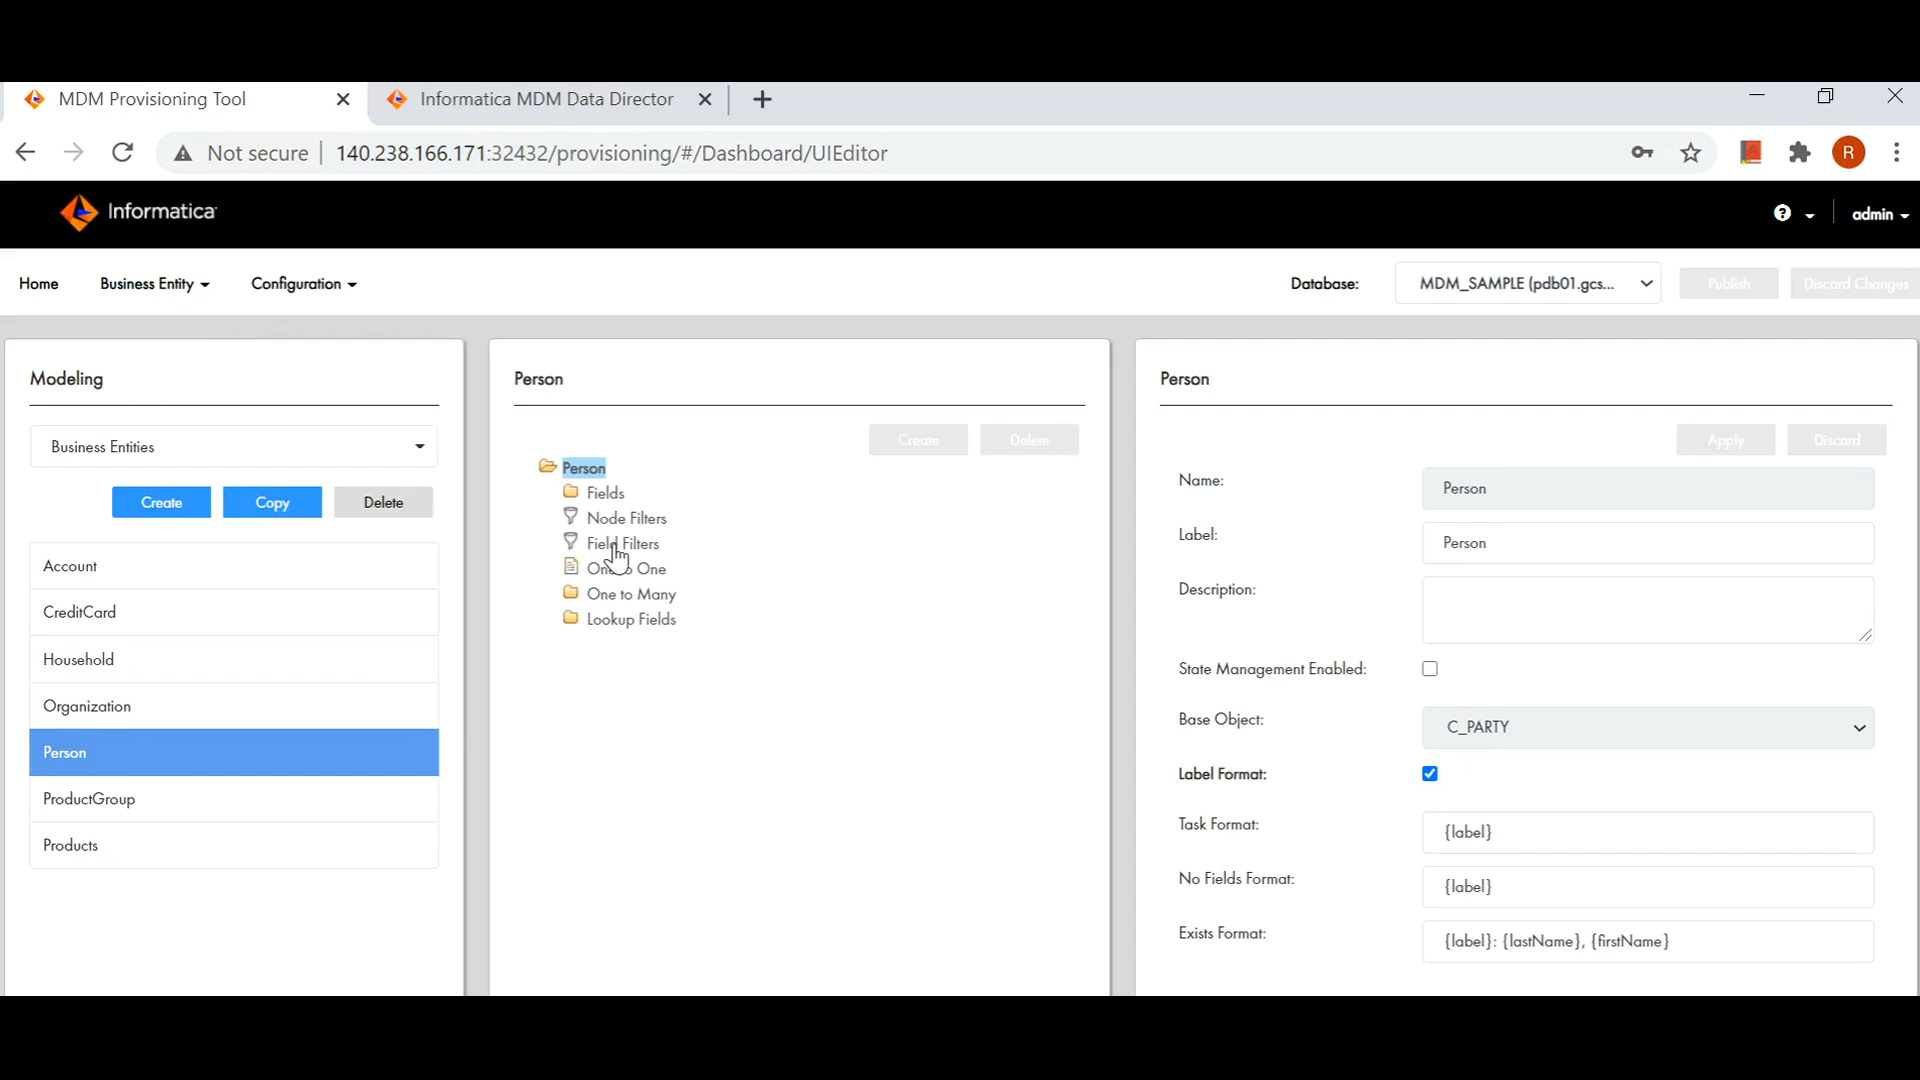 MDM Provisioning Tool
Informatica MDM Data Director
Not secure
140.238.166.171:32432/provisioning/#/Dashboard/UIEditor
R
Informatica
admin
Home
Business Entity
Configuration
Database:
MDM_SAMPLE (pdb01.gcs...
Publish
Discard Changes
Modeling
Business Entities
Create
Copy
Delete
Account
CreditCard
Household
Organization
Person
ProductGroup
Products
Person
Create
Delete
Person
Fields
Node Filters
Field Filters
One to One
One to Many
Lookup Fields
Person
Apply
Discard
Name:
Person
Label:
Person
Description:
State Management Enabled:
Base Object:
C_PARTY
Label Format:
Task Format:
{label}
No Fields Format:
{label}
Exists Format:
{label}: {lastName}, {firstName}